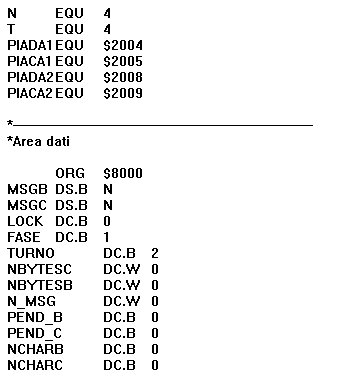 N EQU 4
T EQU 4
PIADA1 EQU $2004
PIACA1 EQU $2005
PIADA2 EQU $2008
PIACA2 EQU $2009
*————————————————————
*Area dati
ORG $8000
MSGB DS.B N
MSGC DS.B N
LOCK DC.B 0
FASE DC.B 1
TURNO DC.B 2
NBYTESC DC.W 0
NBYTESB DC.W 0
N_MSG DC.W 0
PEND_B DC.B 0
PEND_C DC.B 0
NCHARB DC.B 0
NCHARC DC.B 0